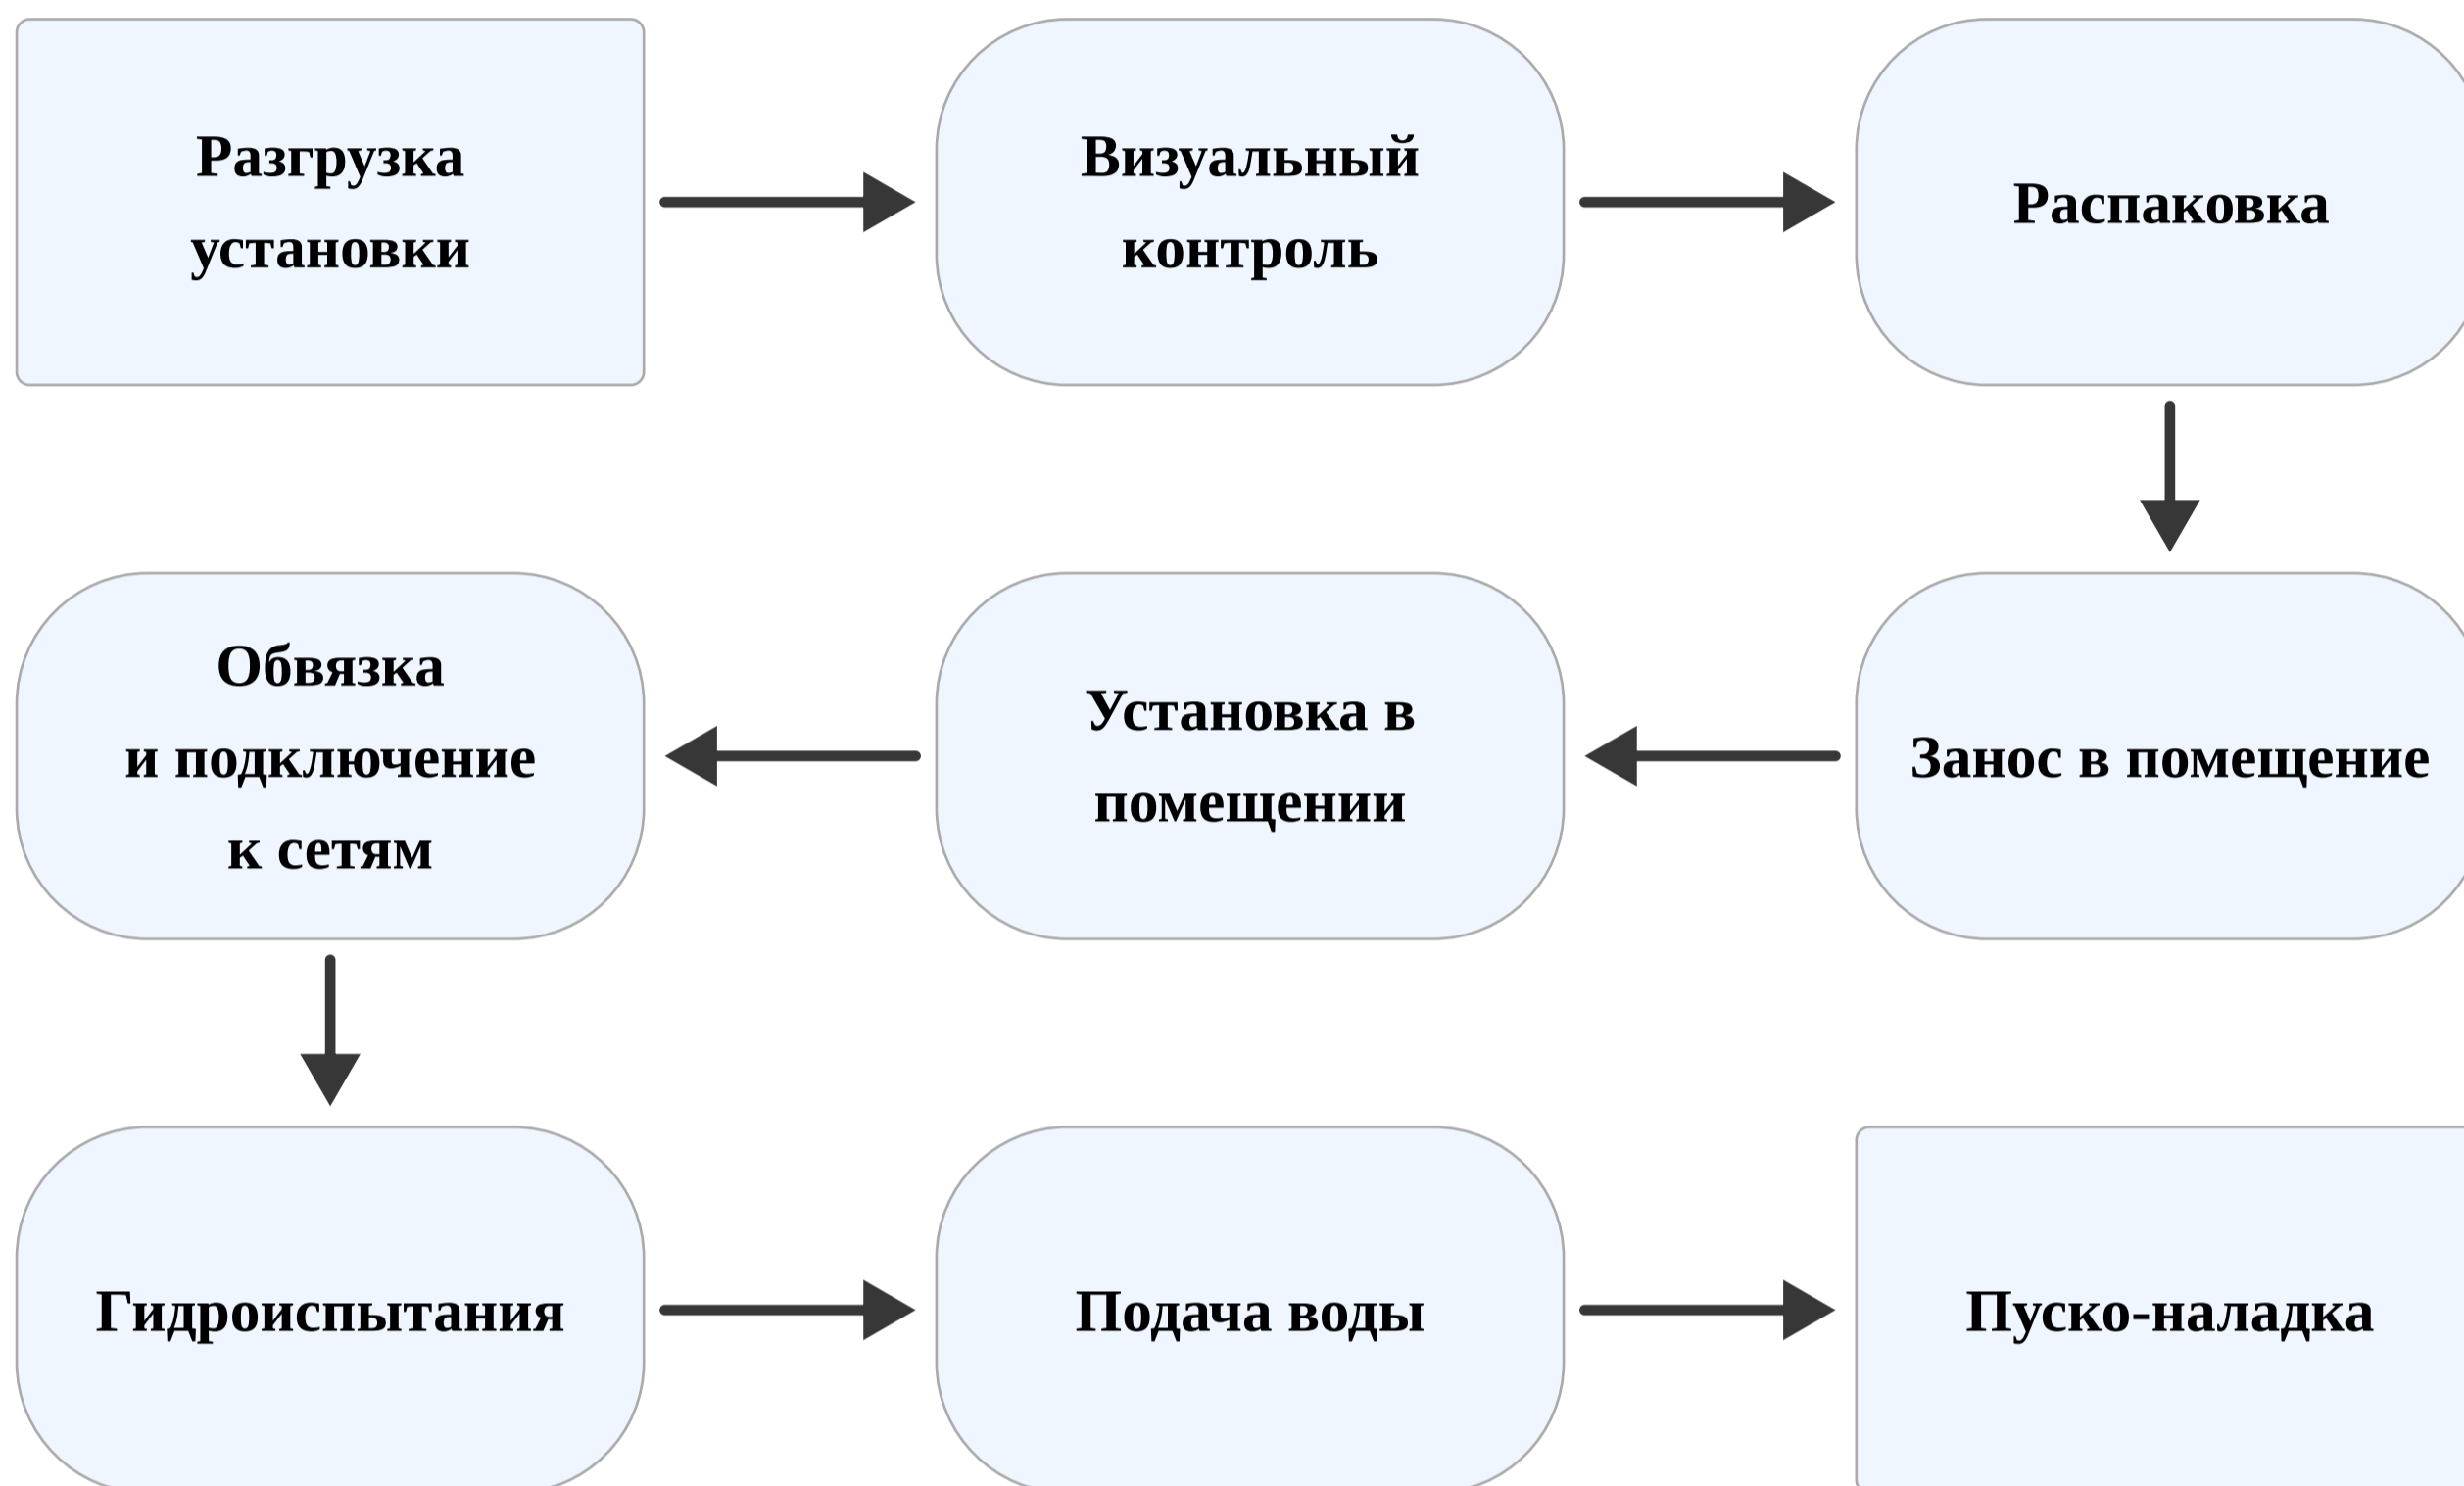 Разгрузка
установки
Визуальный
контроль
Распаковка
Занос в помещение
Установка в
помещении
Обвязка
и подключение
к сетям
Гидроиспытания
Подача воды
Пуско-наладка